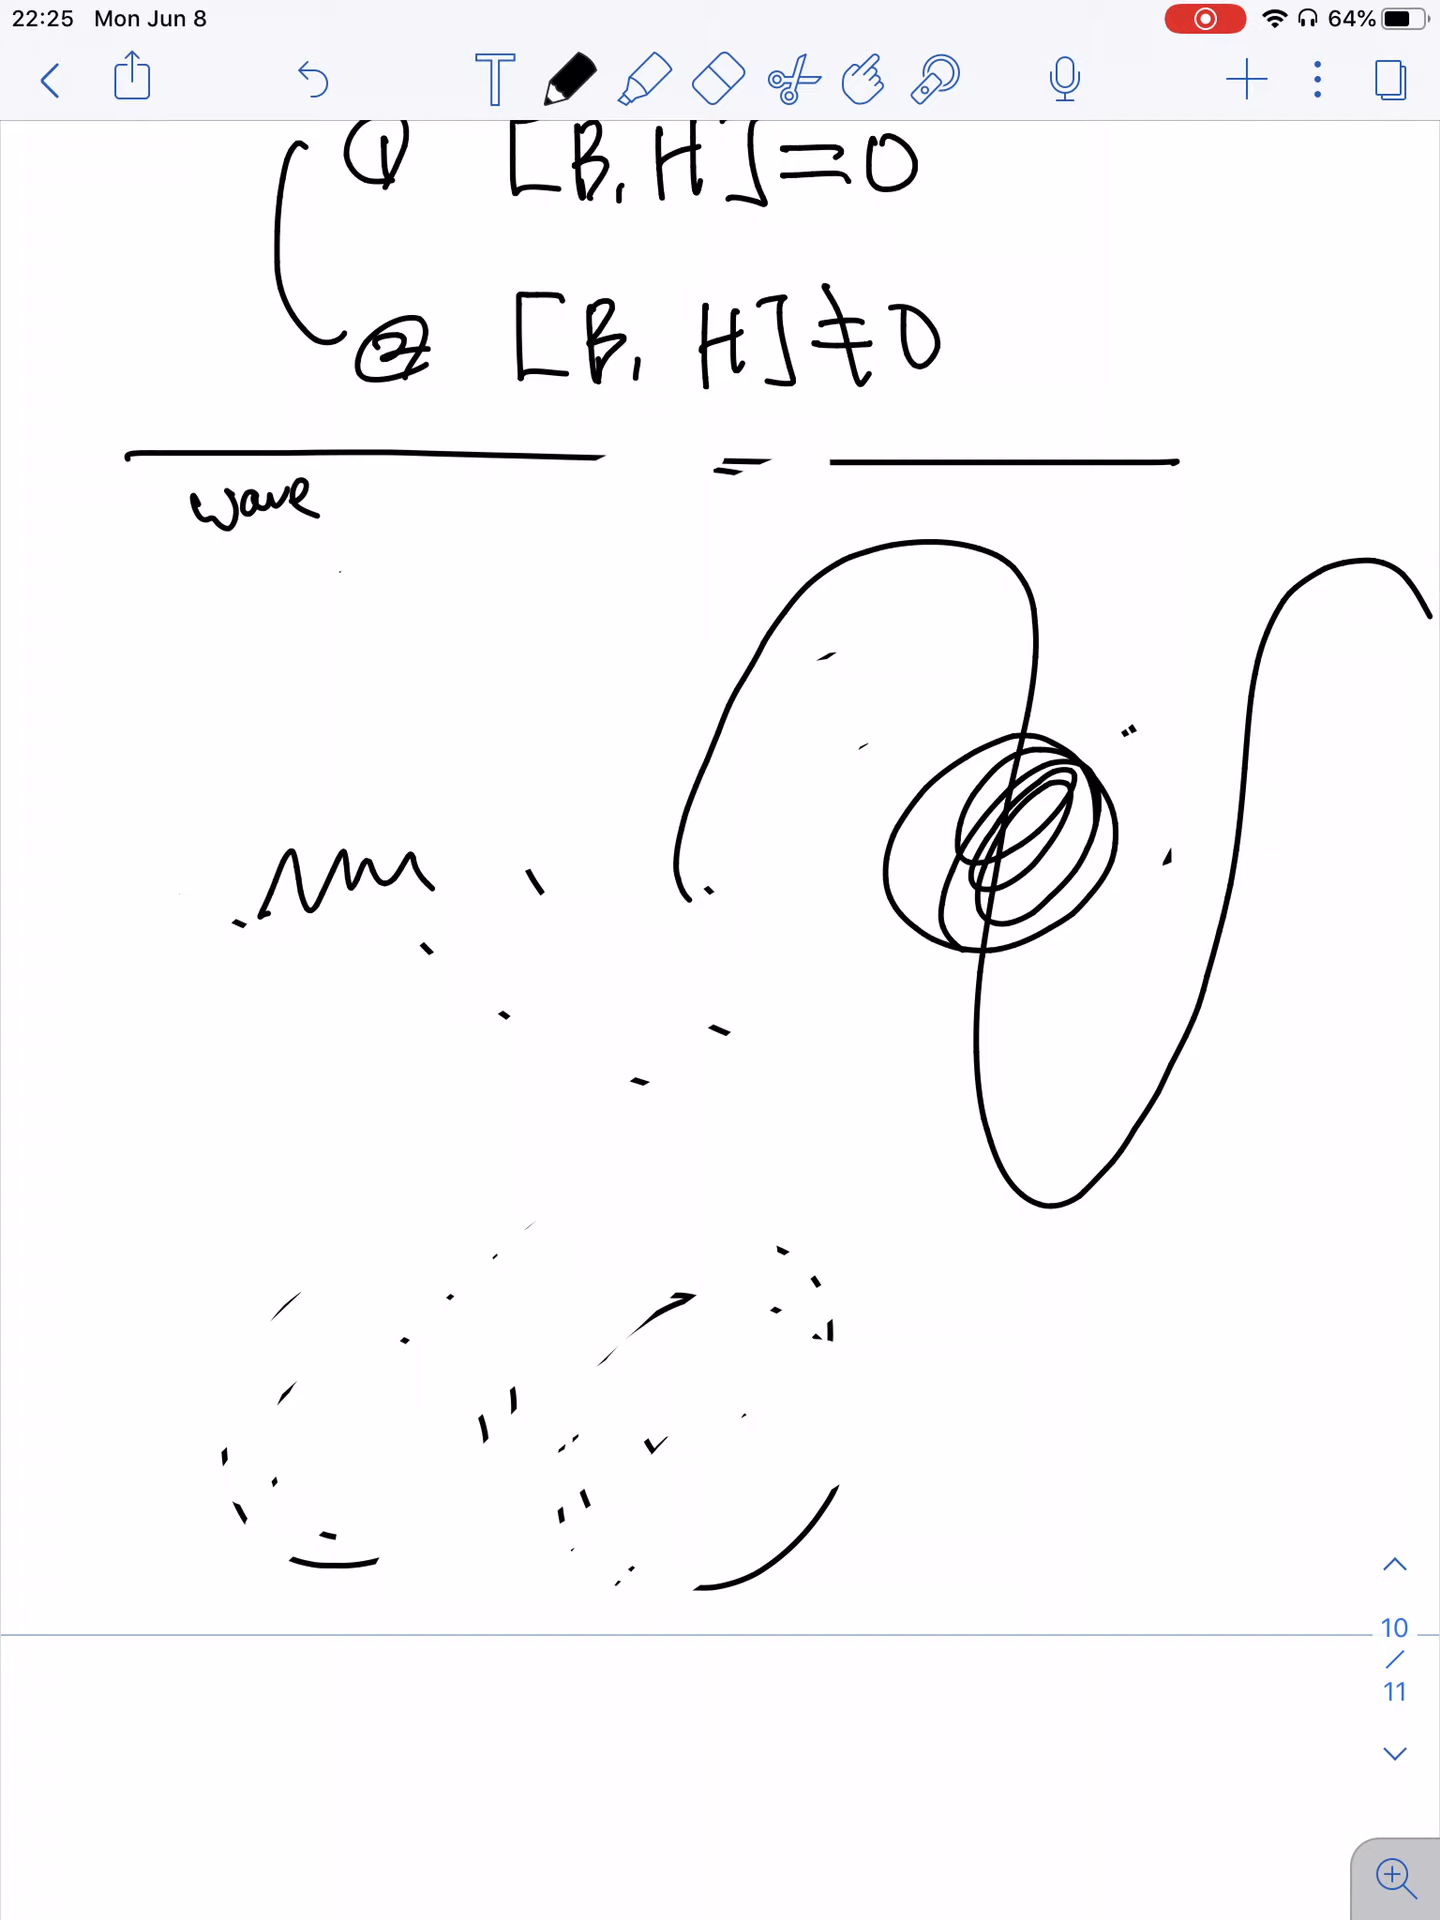 22:25 Mon Jun 8 64%
T
① [B, H] = 0
② [B, H] ≠ 0
=
wave
10
/
11